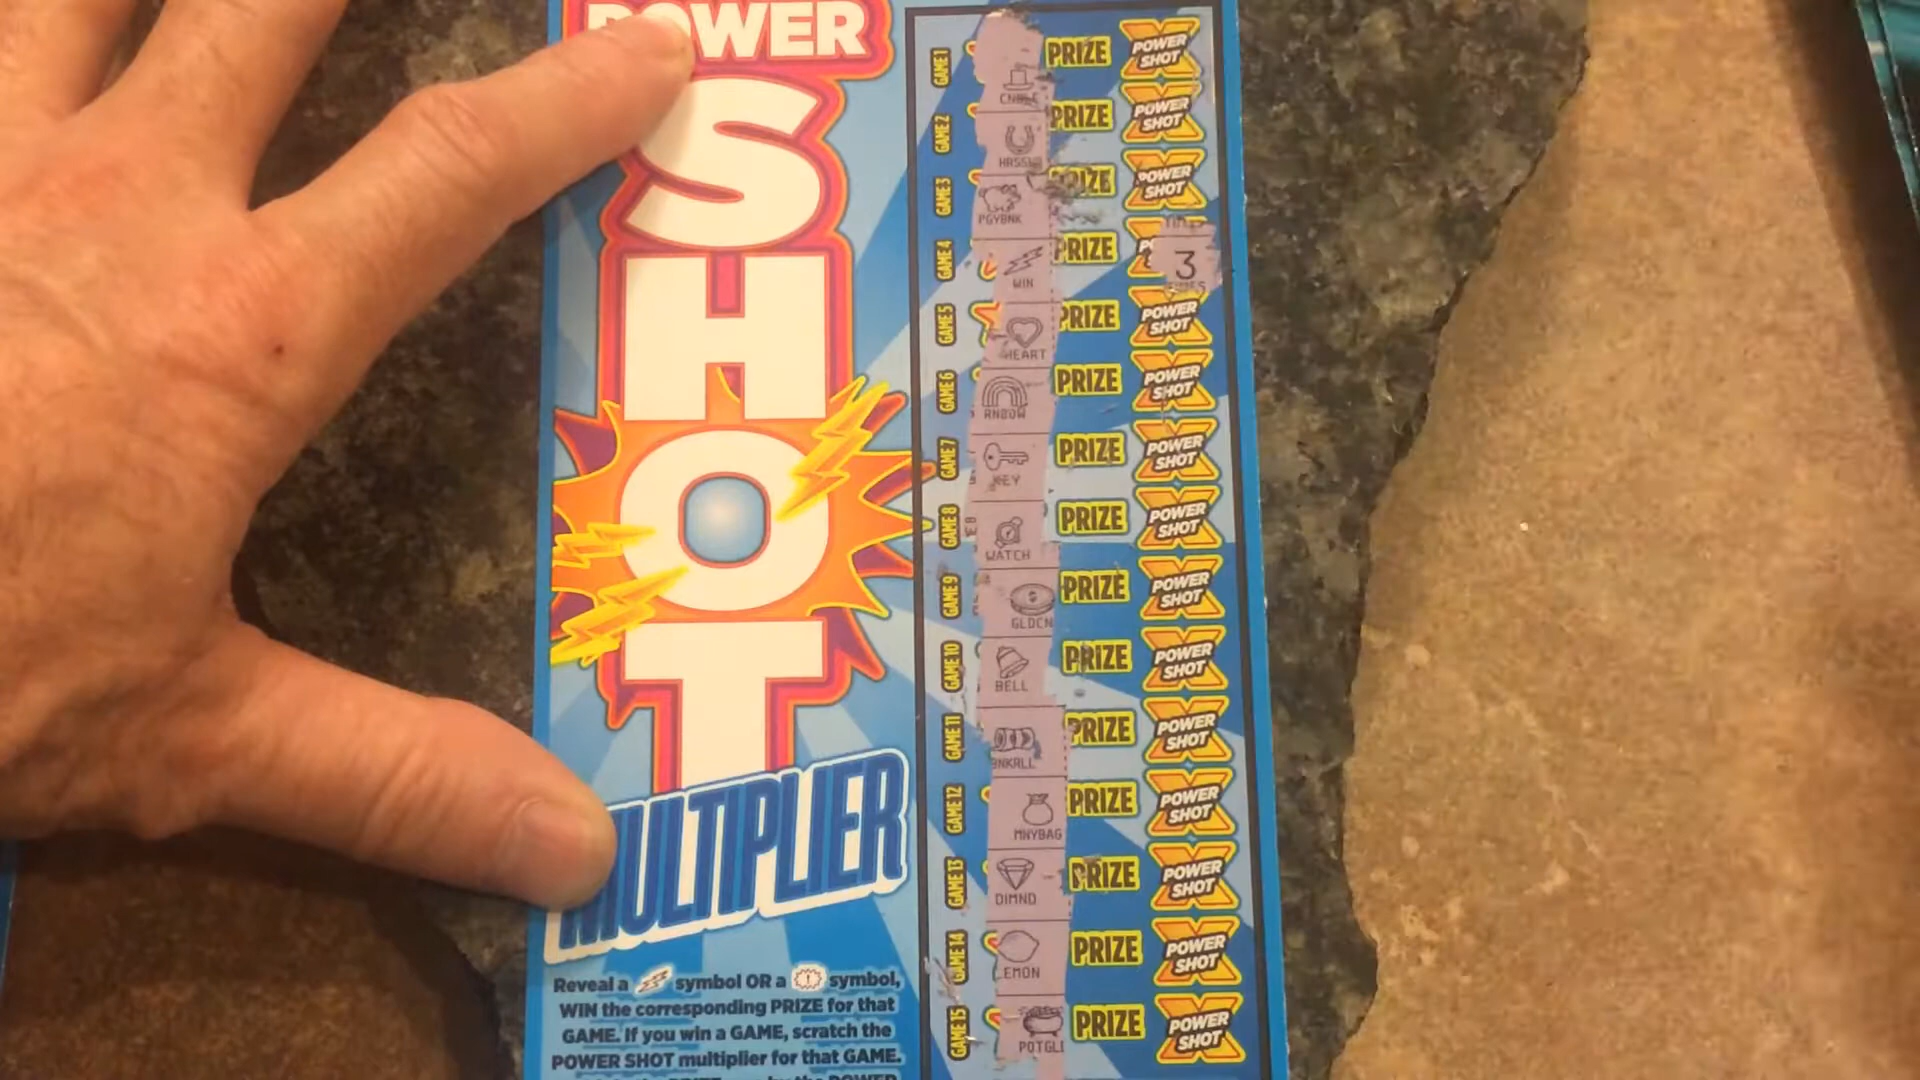 POWER
SHOT
MULTIPLIER
Reveal a symbol OR a symbol,
WIN the corresponding PRIZE for that
GAME. If you win a GAME, scratch the
POWER SHOT multiplier for that GAME.
GAME 1 PRIZE POWER SHOT
GAME 2 HRSSHO PRIZE POWER SHOT
GAME 3 PGYBNK PRIZE POWER SHOT
GAME 4 WIN PRIZE 3
GAME 5 HEART PRIZE POWER SHOT
GAME 6 RNBOW PRIZE POWER SHOT
GAME 7 KEY PRIZE POWER SHOT
GAME 8 WATCH PRIZE POWER SHOT
GAME 9 GLDCN PRIZE POWER SHOT
GAME 10 BELL PRIZE POWER SHOT
GAME 11 BNKRLL PRIZE POWER SHOT
GAME 12 MNYBAG PRIZE POWER SHOT
GAME 13 DIMND PRIZE POWER SHOT
GAME 14 LEMON PRIZE POWER SHOT
GAME 15 POTGL PRIZE POWER SHOT